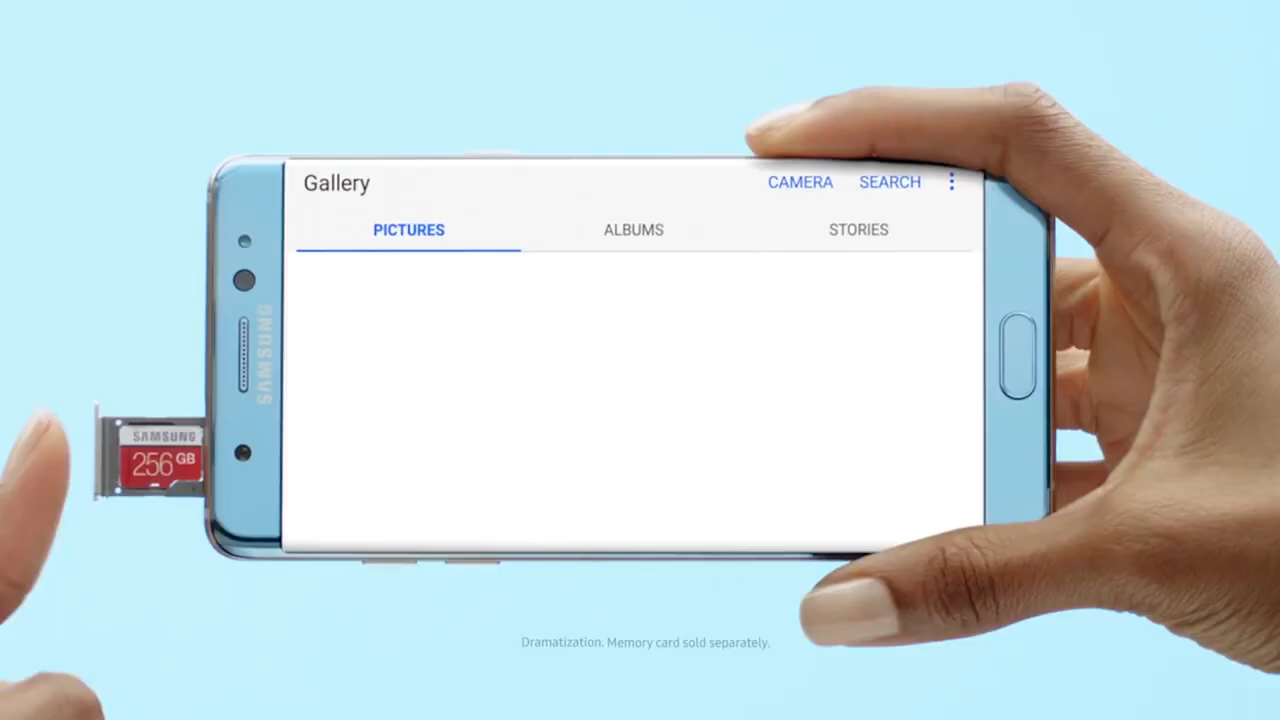 Gallery
CAMERA
SEARCH
PICTURES
ALBUMS
STORIES
SAMSUNG
SAMSUNG
256 GB
Dramatization. Memory card sold separately.